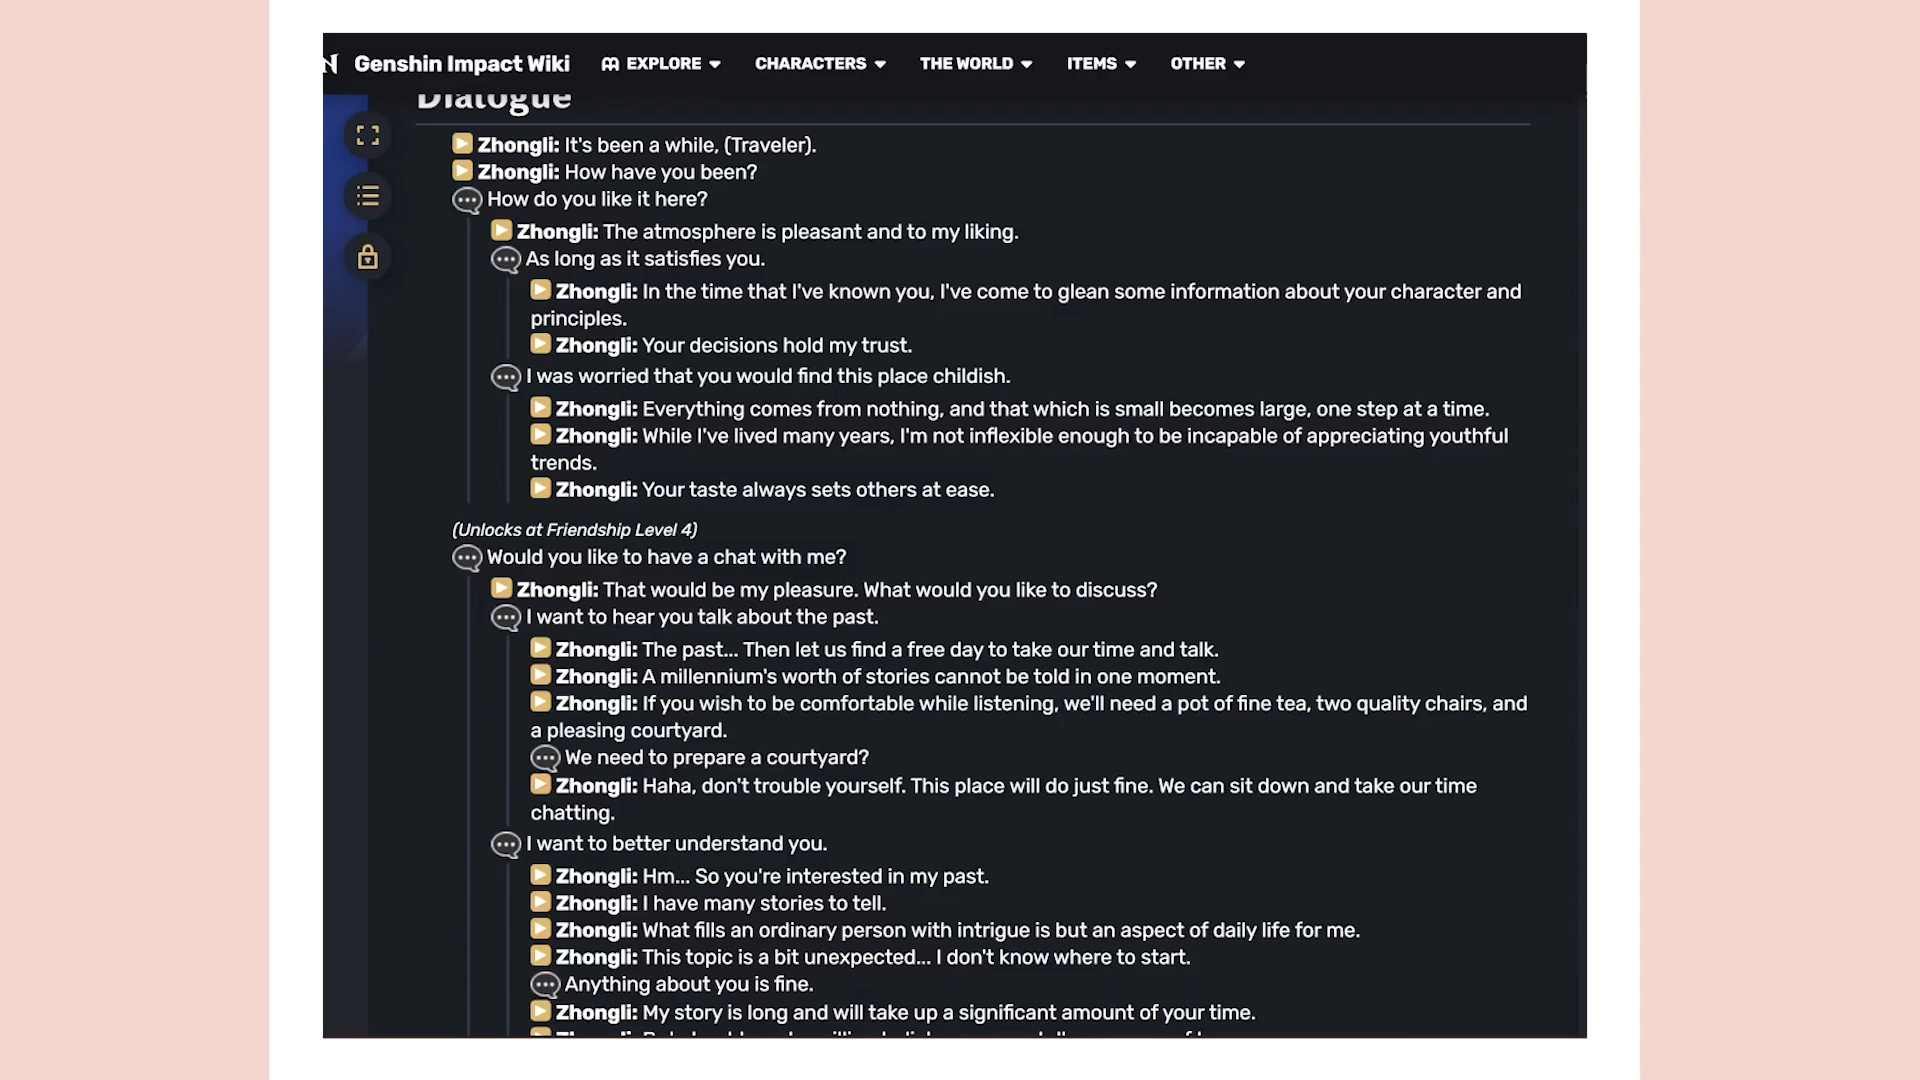 Genshin Impact Wiki EXPLORE CHARACTERS THE WORLD ITEMS OTHER
Dialogue
Zhongli: It's been a while, (Traveler).
Zhongli: How have you been?
How do you like it here?
Zhongli: The atmosphere is pleasant and to my liking.
As long as it satisfies you.
Zhongli: In the time that I've known you, I've come to glean some information about your character and
principles.
Zhongli: Your decisions hold my trust.
I was worried that you would find this place childish.
Zhongli: Everything comes from nothing, and that which is small becomes large, one step at a time.
Zhongli: While I've lived many years, I'm not inflexible enough to be incapable of appreciating youthful
trends.
Zhongli: Your taste always sets others at ease.
(Unlocks at Friendship Level 4)
Would you like to have a chat with me?
Zhongli: That would be my pleasure. What would you like to discuss?
I want to hear you talk about the past.
Zhongli: The past... Then let us find a free day to take our time and talk.
Zhongli: A millennium's worth of stories cannot be told in one moment.
Zhongli: If you wish to be comfortable while listening, we'll need a pot of fine tea, two quality chairs, and
a pleasing courtyard.
We need to prepare a courtyard?
Zhongli: Haha, don't trouble yourself. This place will do just fine. We can sit down and take our time
chatting.
I want to better understand you.
Zhongli: Hm... So you're interested in my past.
Zhongli: I have many stories to tell.
Zhongli: What fills an ordinary person with intrigue is but an aspect of daily life for me.
Zhongli: This topic is a bit unexpected... I don't know where to start.
Anything about you is fine.
Zhongli: My story is long and will take up a significant amount of your time.